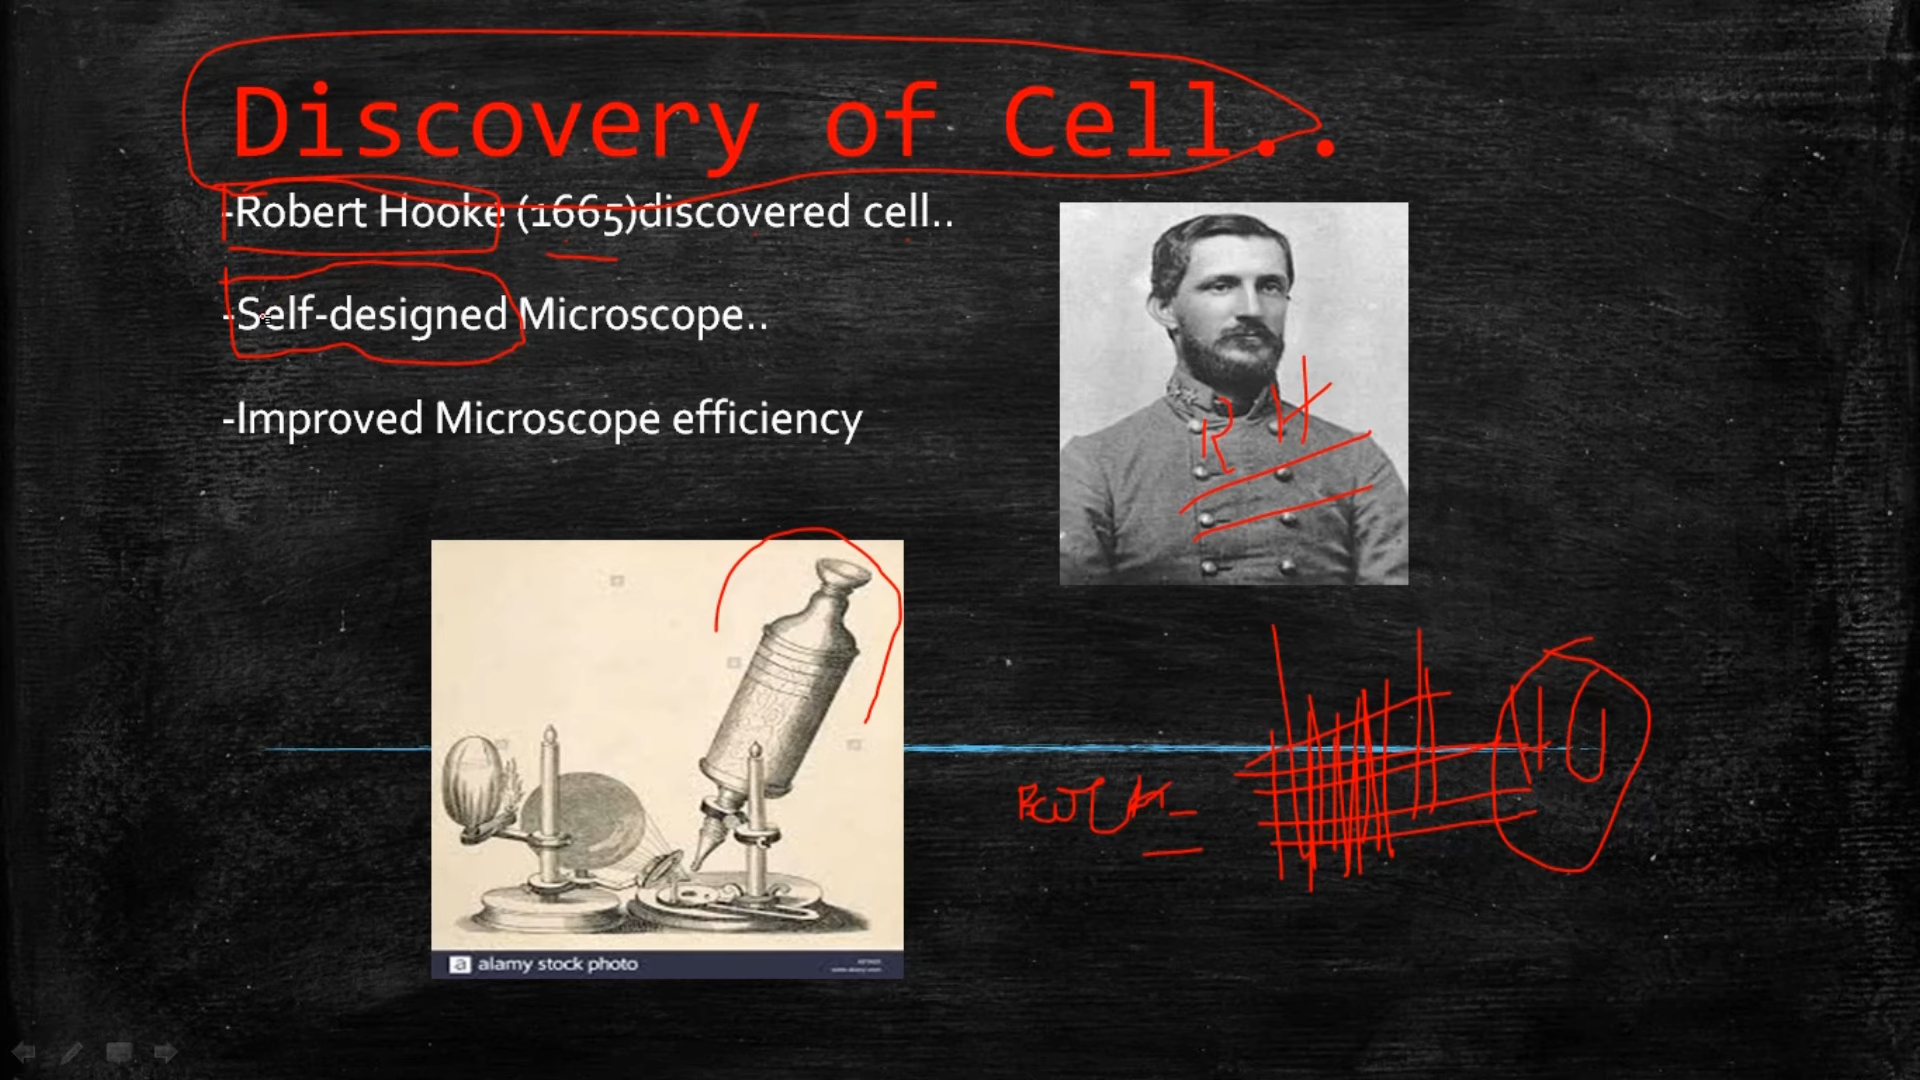 Discovery of Cell..
-Robert Hooke (1665)discovered cell..
-Self-designed Microscope..
-Improved Microscope efficiency
R H
a alamy stock photo